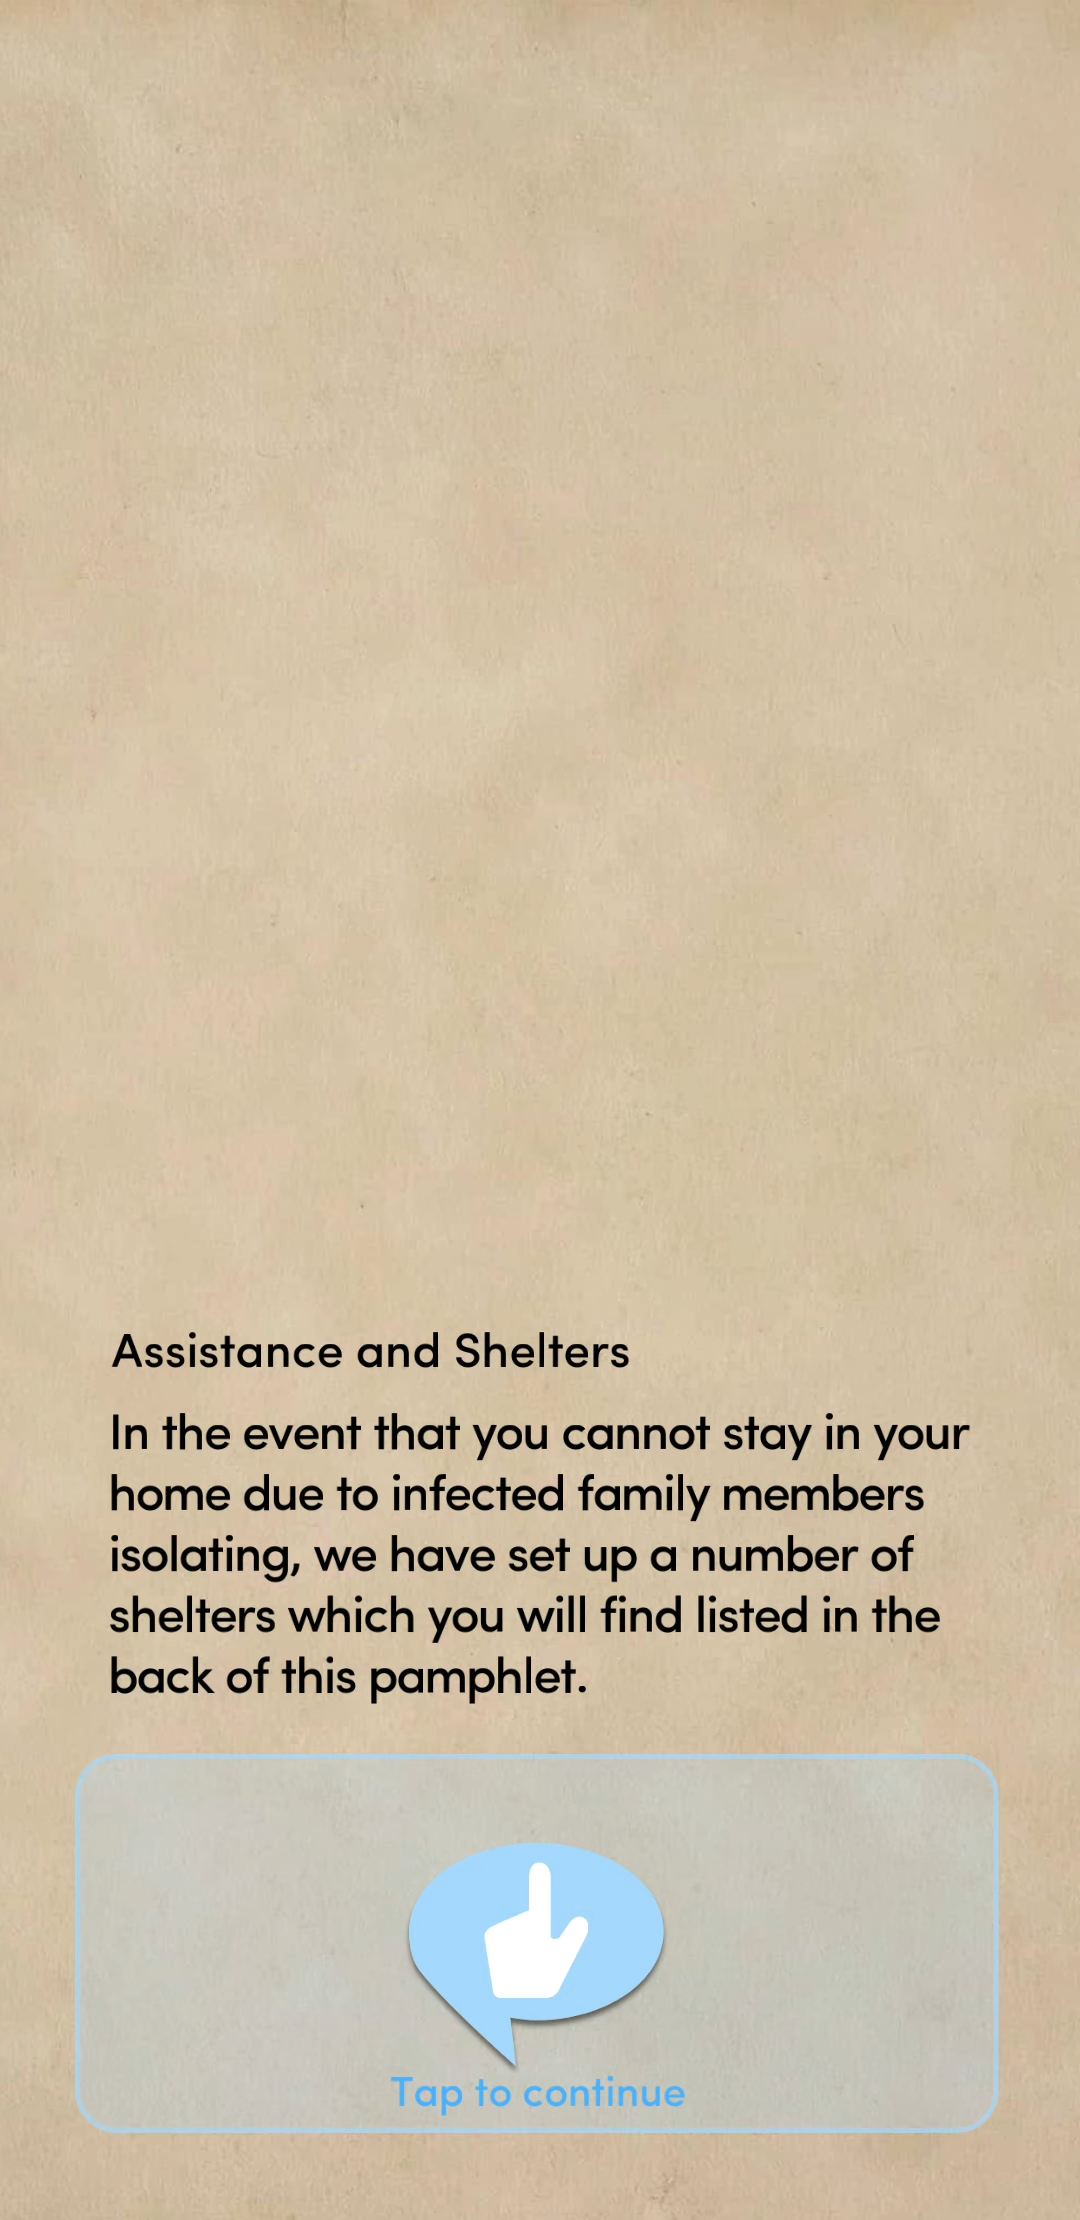 Assistance and Shelters
In the event that you cannot stay in your
home due to infected family members
isolating, we have set up a number of
shelters which you will find listed in the
back of this pamphlet.
Tap to continue